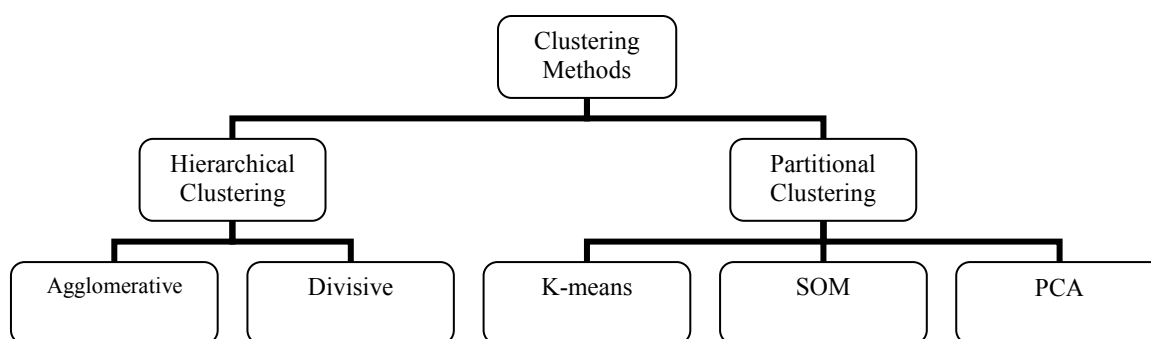 Clustering
Methods
Hierarchical
Clustering
Partitional
Clustering
Agglomerative
Divisive
K-means
SOM
PCA